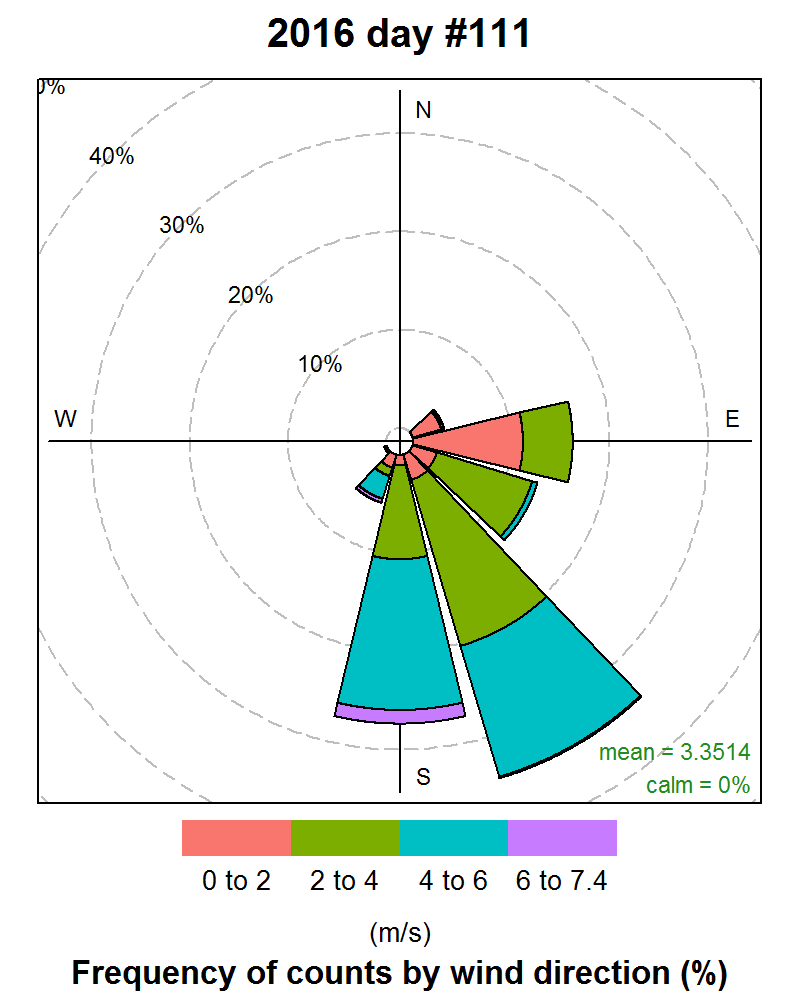 2016 day #111
0%
N
40%
30%
20%
10%
W
E
mean = 3.3514
S
calm = 0%
0 to 2 2 to 4 4 to 6 6 to 7.4
(m/s)
Frequency of counts by wind direction (%)